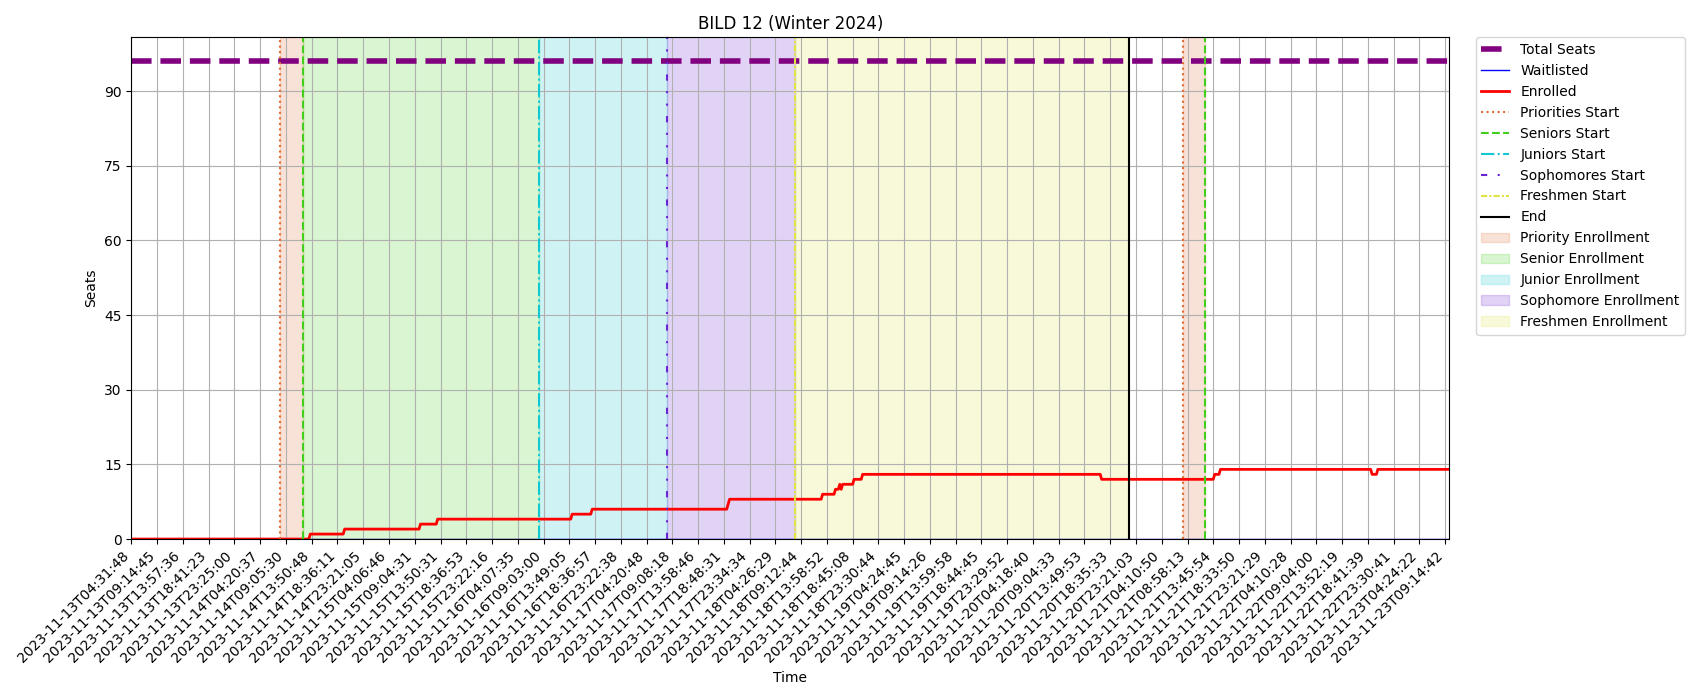 BILD 12 (Winter 2024)
Seats
90
75
60
45
30
15
0
2023-11-13T04:31:48
2023-11-13T09:14:45
2023-11-13T13:57:36
2023-11-13T18:41:23
2023-11-13T23:25:00
2023-11-14T04:20:37
2023-11-14T09:05:30
2023-11-14T13:50:48
2023-11-14T18:36:11
2023-11-14T23:21:05
2023-11-15T04:06:46
2023-11-15T09:04:31
2023-11-15T13:50:31
2023-11-15T18:36:53
2023-11-15T23:22:16
2023-11-16T04:07:35
2023-11-16T09:03:00
2023-11-16T13:49:05
2023-11-16T18:36:57
2023-11-16T23:22:38
2023-11-17T04:20:48
2023-11-17T09:08:18
2023-11-17T13:58:46
2023-11-17T18:48:31
2023-11-17T23:34:34
2023-11-18T04:26:29
2023-11-18T09:12:44
2023-11-18T13:58:52
2023-11-18T18:45:08
2023-11-18T23:30:44
2023-11-19T04:24:45
2023-11-19T09:14:26
2023-11-19T13:59:58
2023-11-19T18:44:45
2023-11-19T23:29:52
2023-11-20T04:18:40
2023-11-20T09:04:33
2023-11-20T13:49:53
2023-11-20T18:35:33
2023-11-20T23:21:03
2023-11-21T04:10:50
2023-11-21T08:58:13
2023-11-21T13:45:54
2023-11-21T18:33:50
2023-11-21T23:21:29
2023-11-22T04:10:28
2023-11-22T09:04:00
2023-11-22T13:52:19
2023-11-22T18:41:39
2023-11-22T23:30:41
2023-11-23T04:24:22
2023-11-23T09:14:42
Time
Total Seats
Waitlisted
Enrolled
Priorities Start
Seniors Start
Juniors Start
Sophomores Start
Freshmen Start
End
Priority Enrollment
Senior Enrollment
Junior Enrollment
Sophomore Enrollment
Freshmen Enrollment